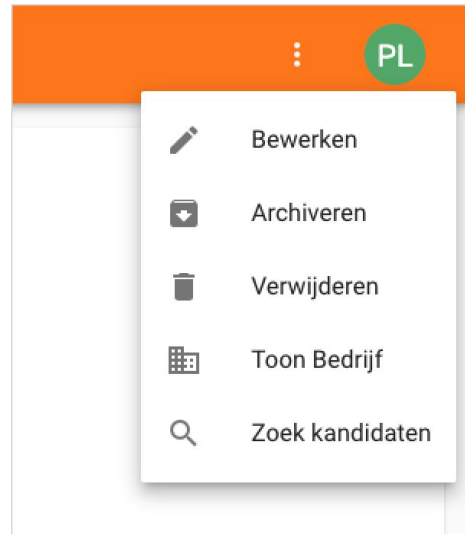 PL
Bewerken
Archiveren
Verwijderen
Toon Bedrijf
Zoek kandidaten